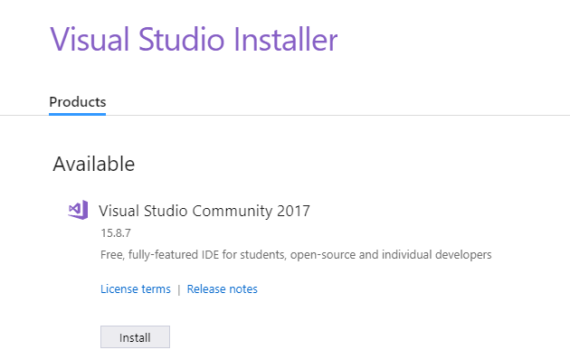 Visual Studio Installer
Products
Available
Visual Studio Community 2017
15.8.7
Free, fully-featured IDE for students, open-source and individual developers
License terms | Release notes
Install